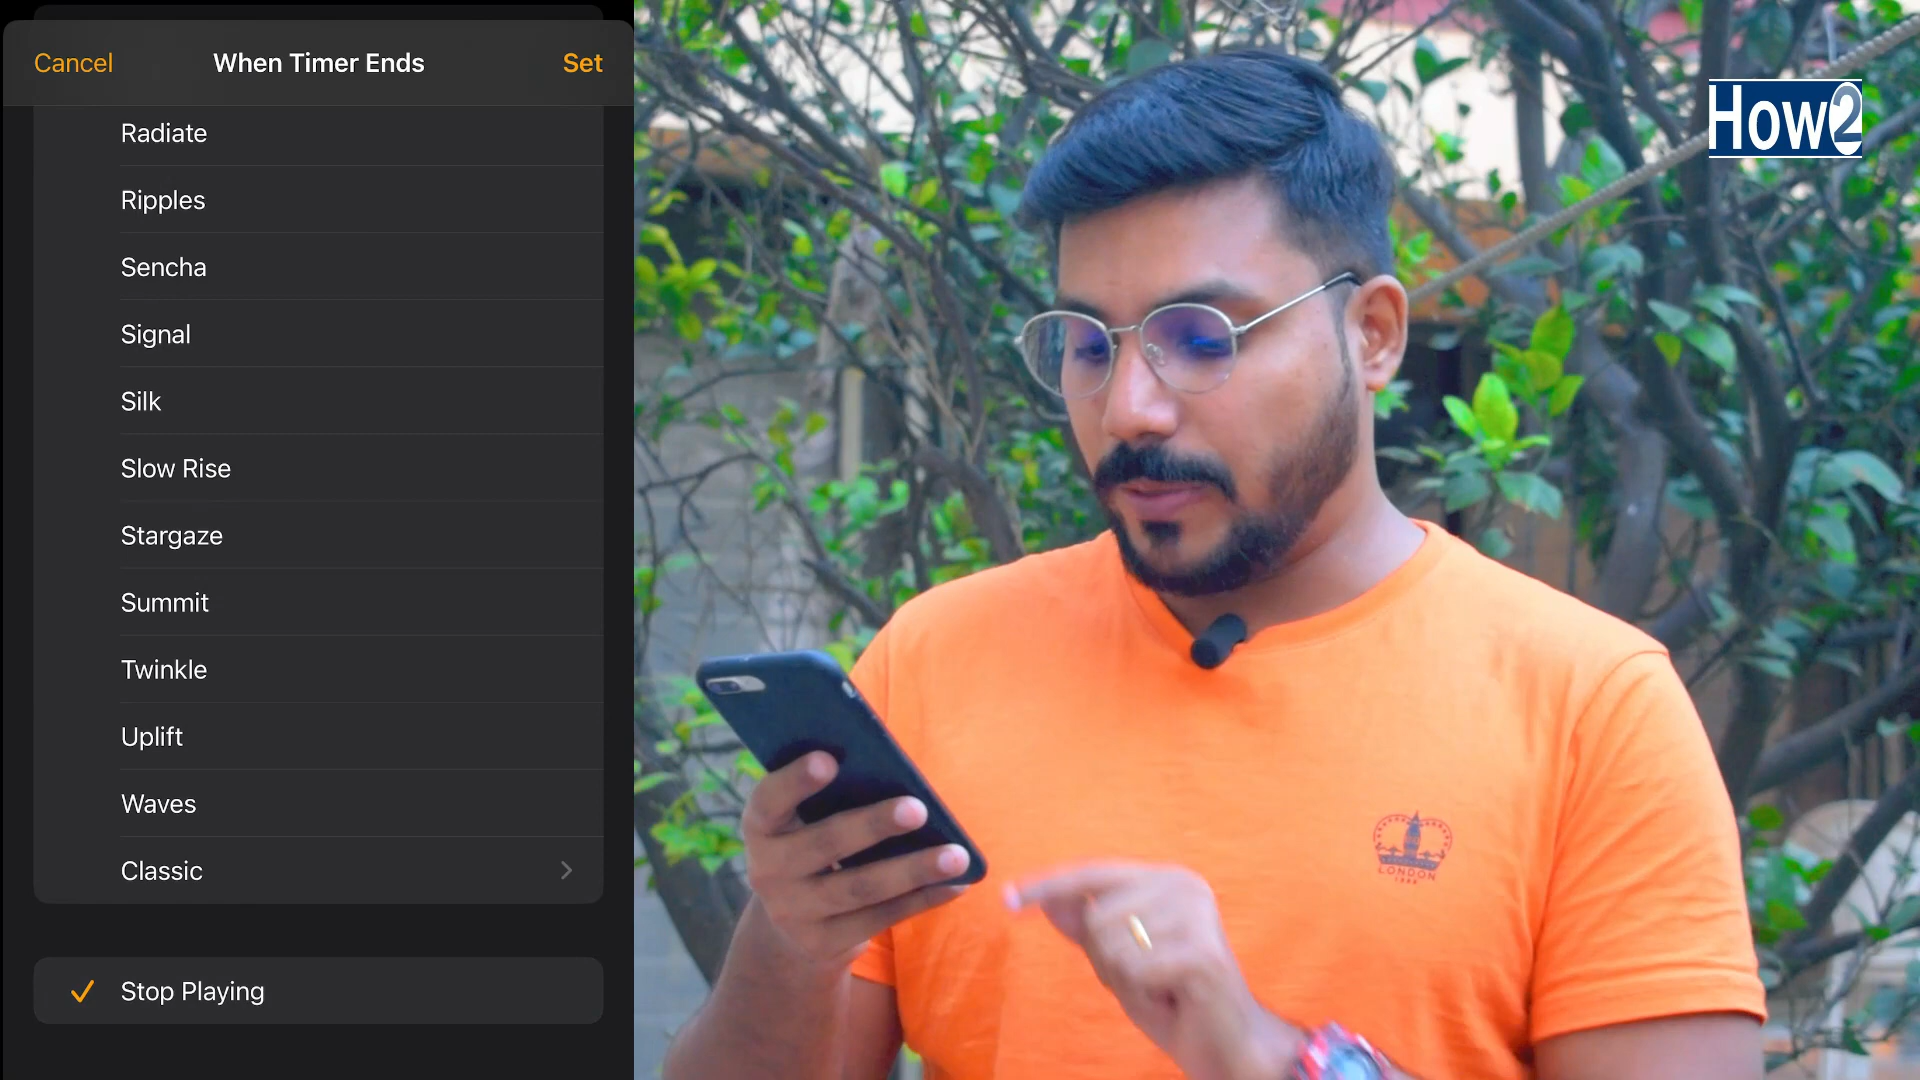 Cancel
When Timer Ends
Set
Radiate
Ripples
Sencha
Signal
Silk
Slow Rise
Stargaze
Summit
Twinkle
Uplift
Waves
Classic
Stop Playing
How2
LONDON